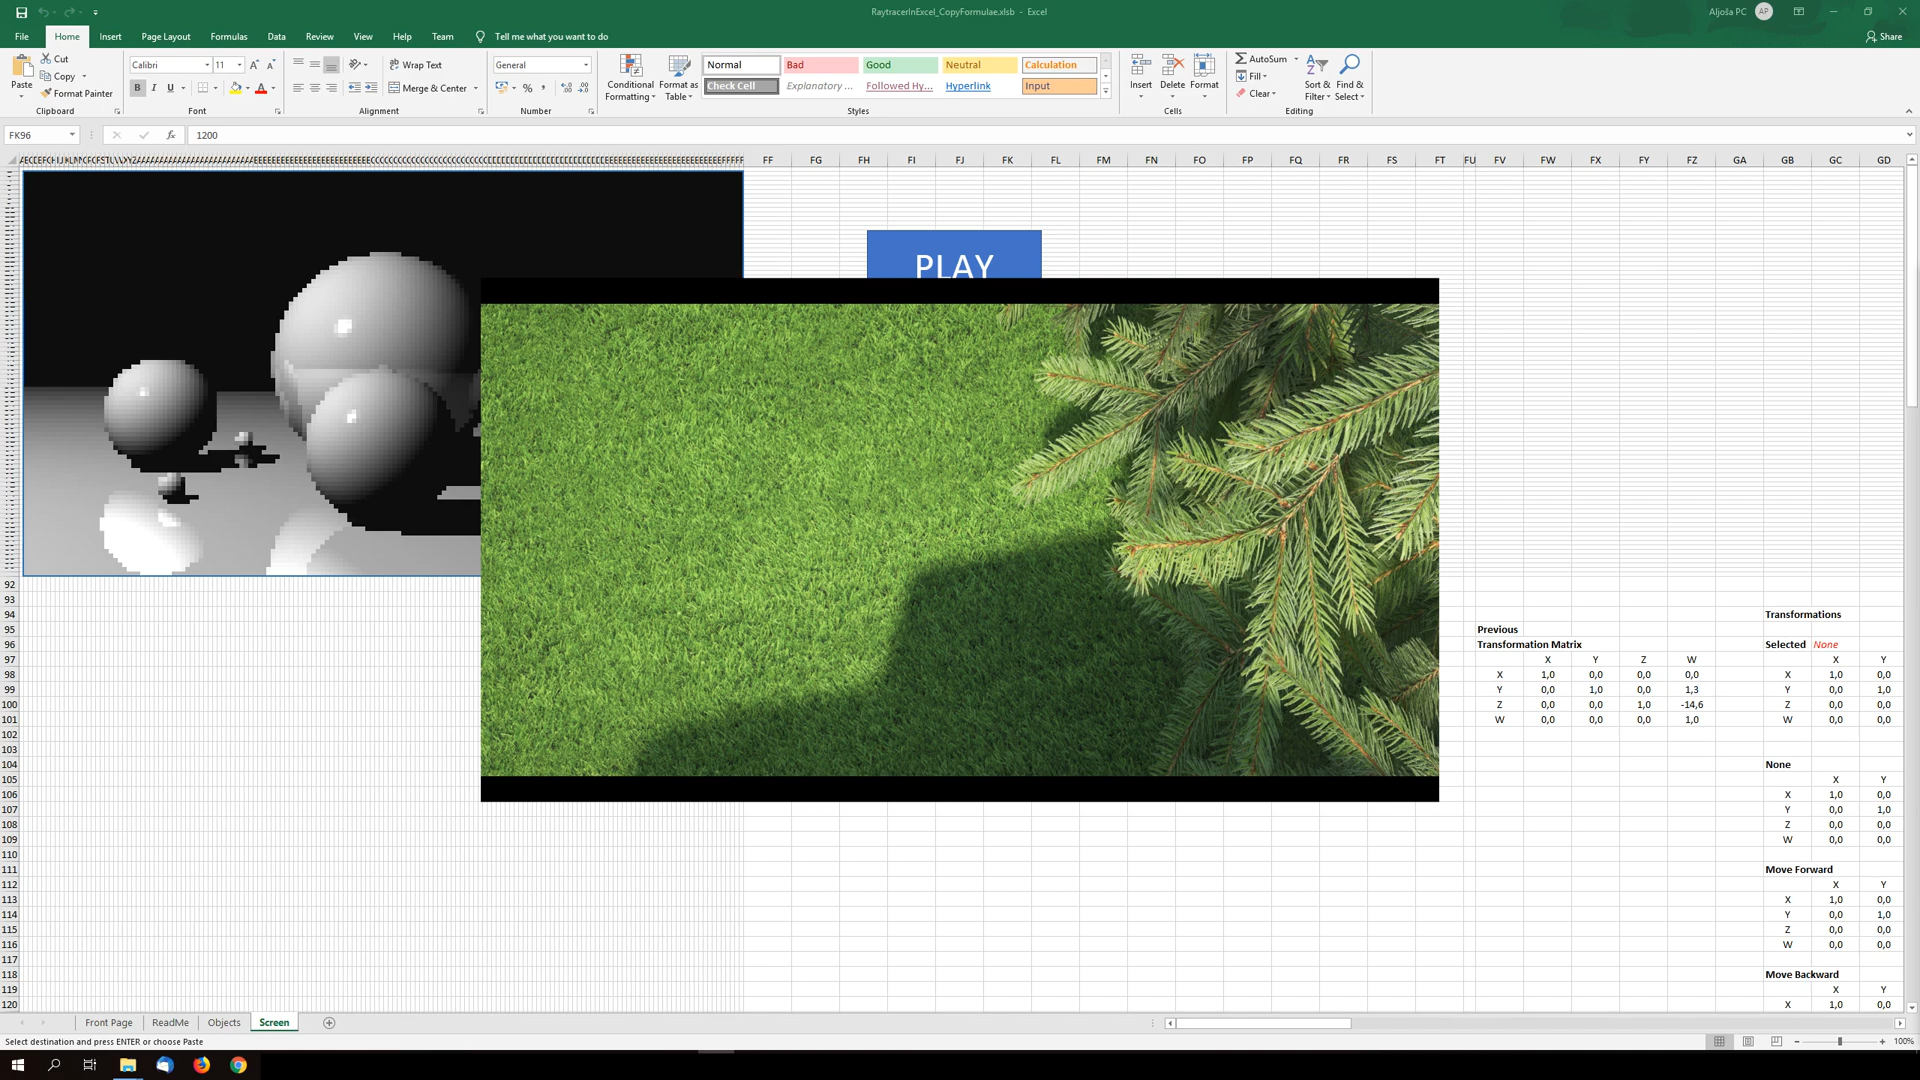 RaytracerInExcel_CopyFormulae.xlsb - Excel
Aljoša PC AP
File Home Insert Page Layout Formulas Data Review View Help Team Tell me what you want to do Share
Paste
Cut
Copy
Format Painter
Clipboard
Calibri 11
B I U
Font
Wrap Text
Merge & Center
Alignment
General
Number
Conditional Formatting
Format as Table
Normal Bad Good Neutral Calculation
Check Cell Explanatory ... Followed Hy... Hyperlink Input
Styles
Insert Delete Format
Cells
AutoSum
Fill
Clear
Sort & Filter
Find & Select
Editing
FK96 fx 1200
FF FG FH FI FJ FK FL FM FN FO FP FQ FR FS FT FU FV FW FX FY FZ GA GB GC GD
PLAY
92
93
94 Transformations
95 Previous
96 Transformation Matrix Selected None
97 X Y Z W X Y
98 X 1,0 0,0 0,0 0,0 X 1,0 0,0
99 Y 0,0 1,0 0,0 1,3 Y 0,0 1,0
100 Z 0,0 0,0 1,0 -14,6 Z 0,0 0,0
101 W 0,0 0,0 0,0 1,0 W 0,0 0,0
102
103
104 None
105 X Y
106 X 1,0 0,0
107 Y 0,0 1,0
108 Z 0,0 0,0
109 W 0,0 0,0
110
111 Move Forward
112 X Y
113 X 1,0 0,0
114 Y 0,0 1,0
115 Z 0,0 0,0
116 W 0,0 0,0
117
118 Move Backward
119 X Y
120 X 1,0 0,0
Front Page ReadMe Objects Screen
Select destination and press ENTER or choose Paste
100%